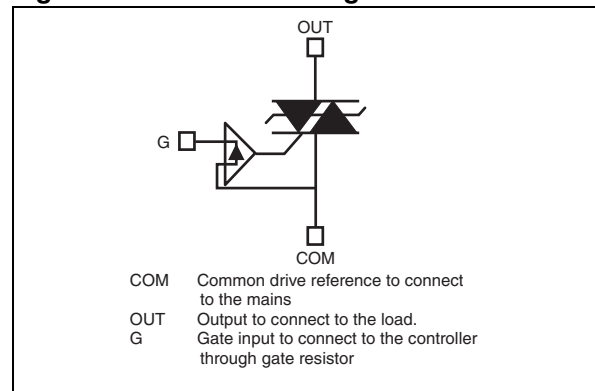 OUT
G
COM
COM Common drive reference to connect
to the mains
OUT Output to connect to the load.
G Gate input to connect to the controller
through gate resistor